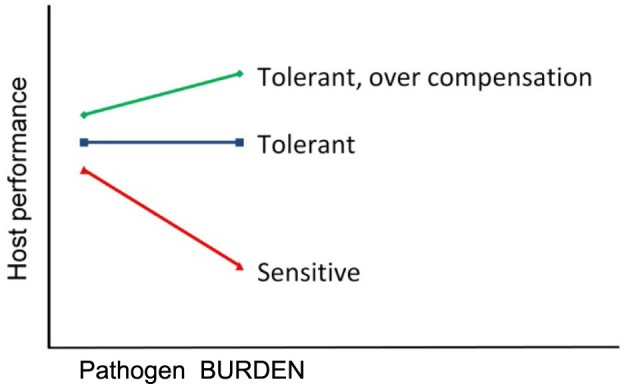 Tolerant, over compensation
Tolerant
Sensitive
Host performance
Pathogen BURDEN